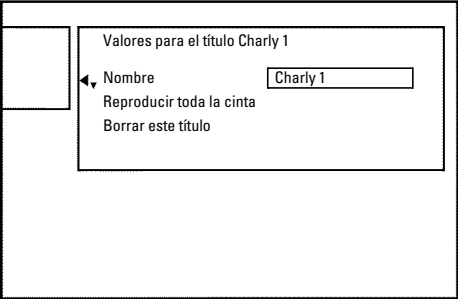 Valores para el título Charly 1
Nombre Charly 1
Reproducir toda la cinta
Borrar este título